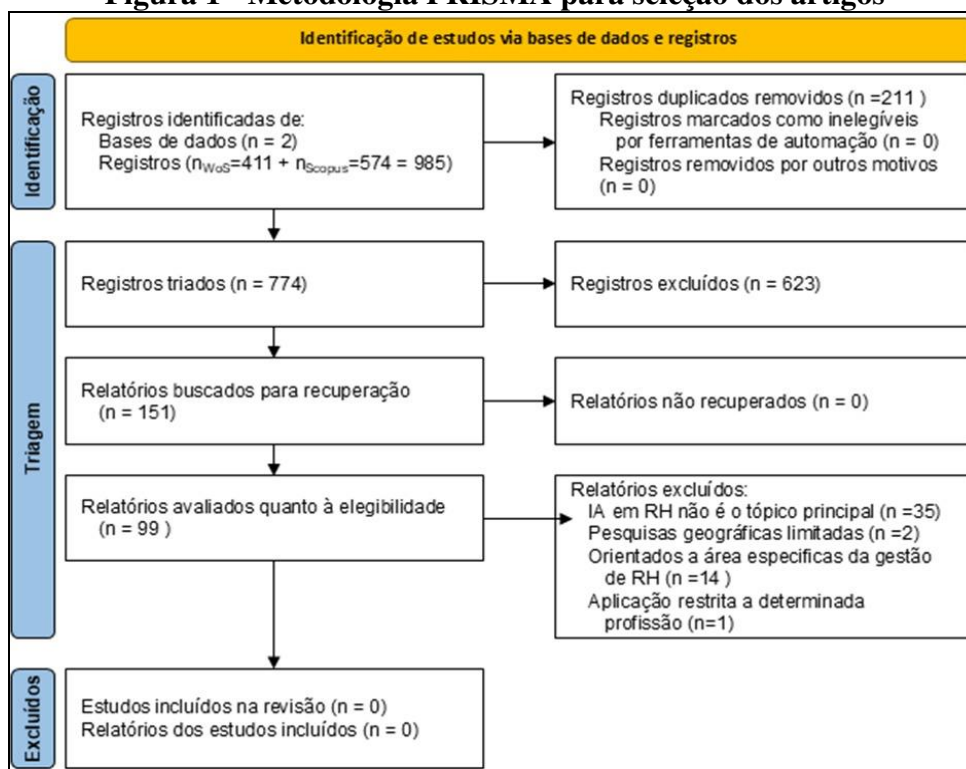 Figura 1 - Metodologia PRISMA para seleção dos artigos
Identificação de estudos via bases de dados e registros
Identificação
Registros identificadas de:
Bases de dados (n = 2)
Registros (nWoS=411 + nScopus=574 = 985)
Registros duplicados removidos (n =211 )
Registros marcados como inelegíveis
por ferramentas de automação (n = 0)
Registros removidos por outros motivos
(n = 0)
Triagem
Registros triados (n = 774)
Registros excluídos (n = 623)
Relatórios buscados para recuperação
(n = 151)
Relatórios não recuperados (n = 0)
Relatórios avaliados quanto à elegibilidade
(n = 99 )
Relatórios excluídos:
IA em RH não é o tópico principal (n =35)
Pesquisas geográficas limitadas (n =2)
Orientados a área especificas da gestão
de RH (n =14 )
Aplicação restrita a determinada
profissão (n=1)
Excluídos
Estudos incluídos na revisão (n = 0)
Relatórios dos estudos incluídos (n = 0)